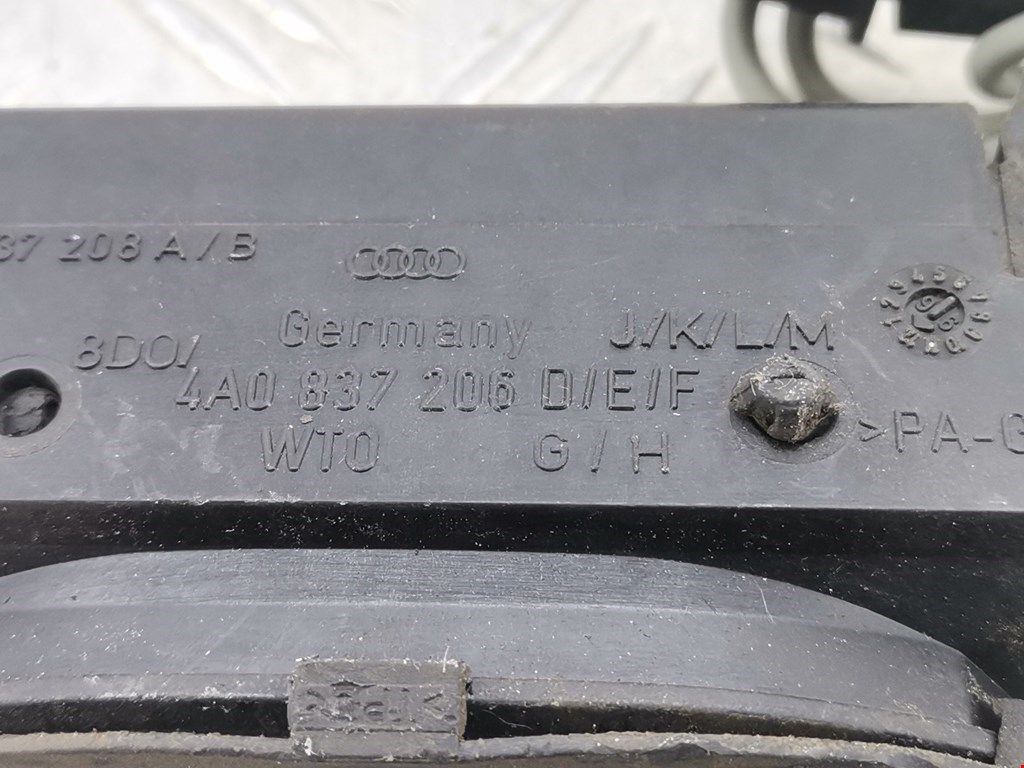 37 208 A/B
Germany J/K/L/M
8D0/
4A0 837 206 D/E/F
WTO G/H
>PA-G